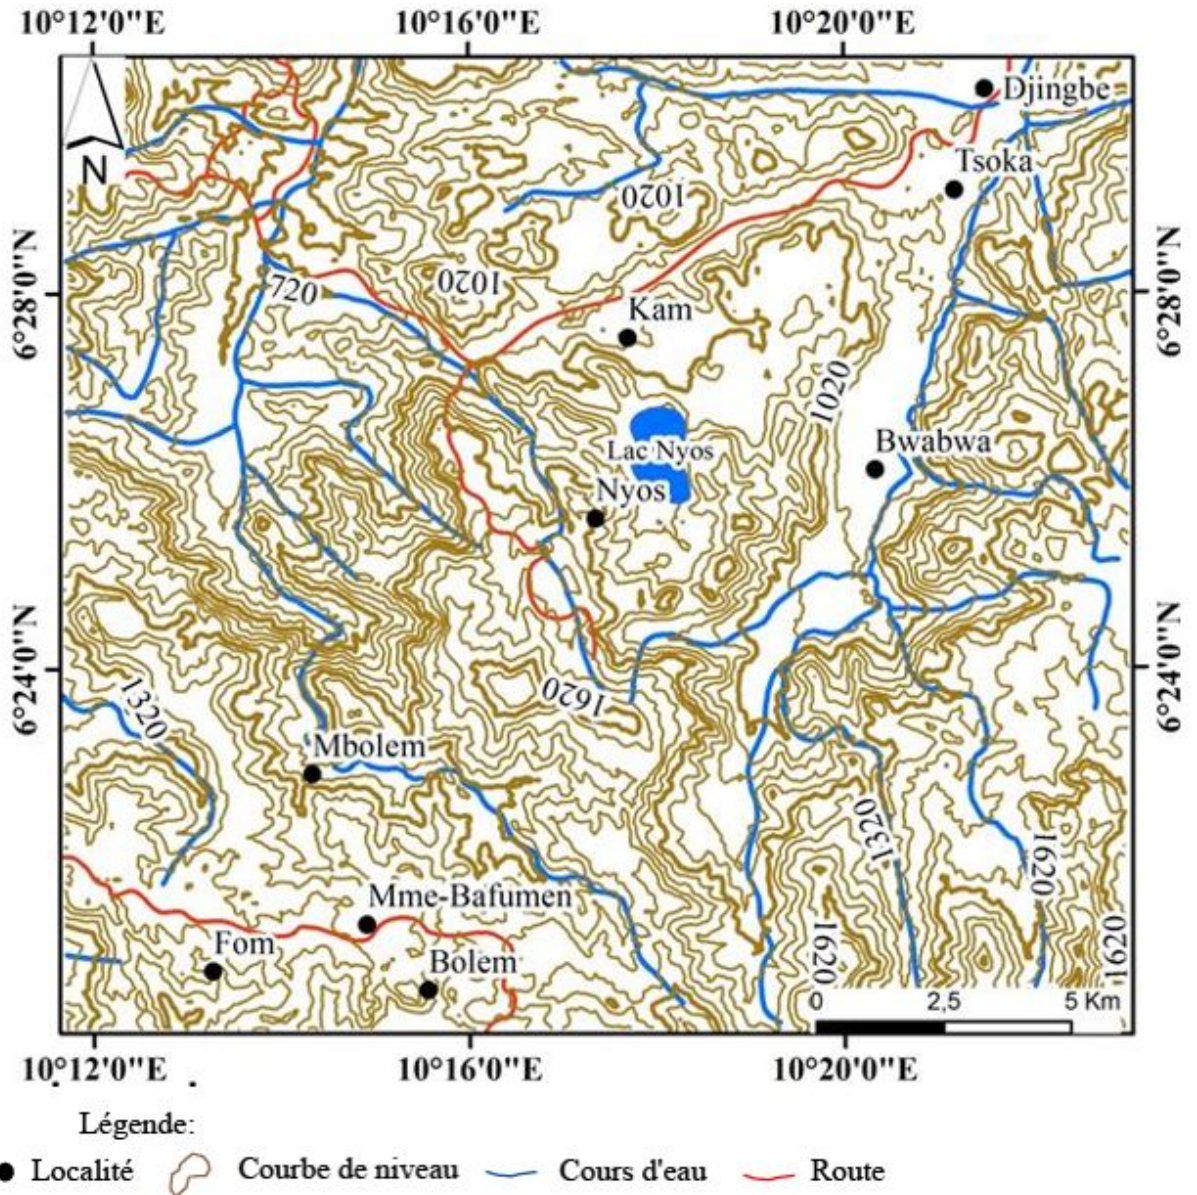 10°12'0"E 10°16'0"E 10°20'0"E
Djingbe
N
Tsoka
1020
6°28'0"N
720
1020
Kam
6°28'0"N
1020
Lac Nyos
Bwabwa
Nyos
6°24'0"N
1620
6°24'0"N
1320
Mbolem
1320
1620
Mme-Bafumen
Fom
Bolem
1620
1620
0 2,5 5 Km
10°12'0"E 10°16'0"E 10°20'0"E
Légende:
Localité Courbe de niveau Cours d'eau Route